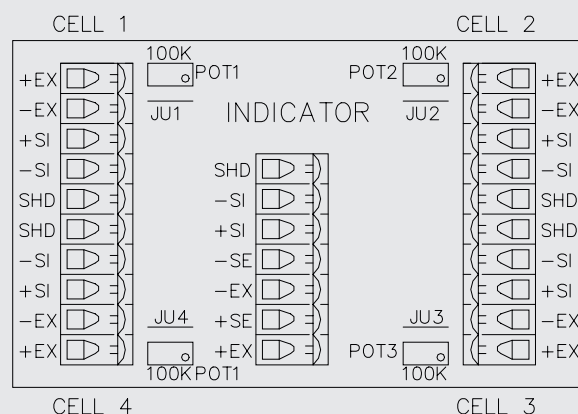 CELL 1 CELL 2
100K 100K
+EX POT1 POT2 +EX
−EX JU1 INDICATOR JU2 −EX
+SI +SI
−SI SHD −SI
SHD −SI SHD
SHD +SI SHD
−SI −SE −SI
+SI −EX +SI
−EX JU4 +SE JU3 −EX
+EX +EX POT3 +EX
100K POT1 100K
CELL 4 CELL 3